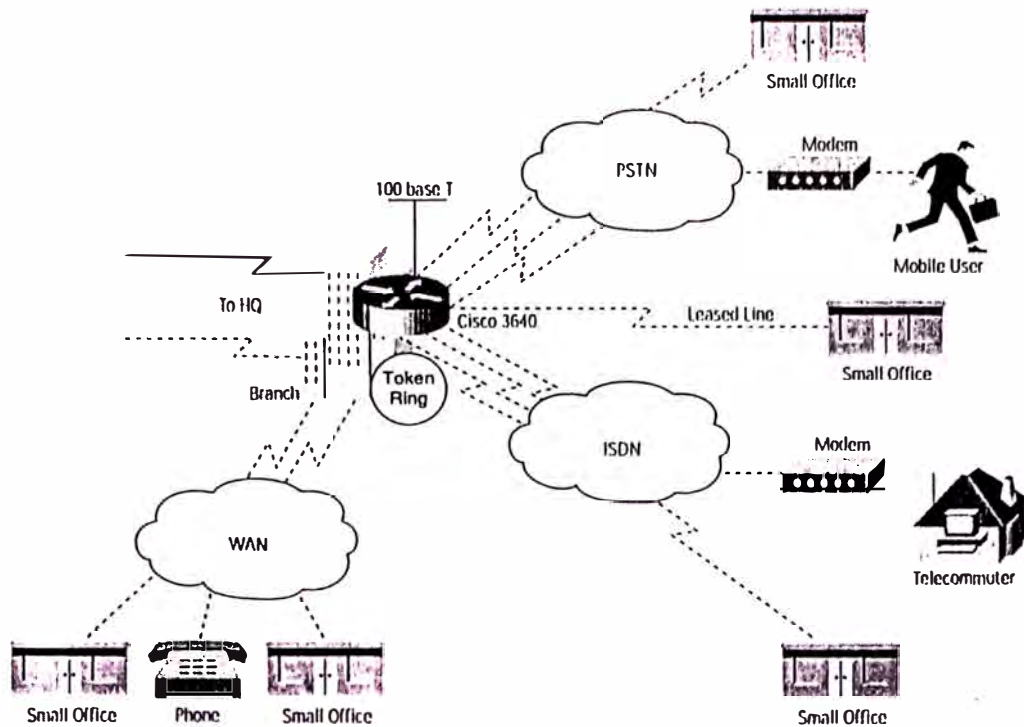 Small Office
PSTN
Modem
Mobile User
100 base T
To HQ
Cisco 3640
Leased Line
Small Office
Token
Ring
Branch
ISDN
Modem
Telecommuter
WAN
Small Office
Phone
Small Office
Small Office